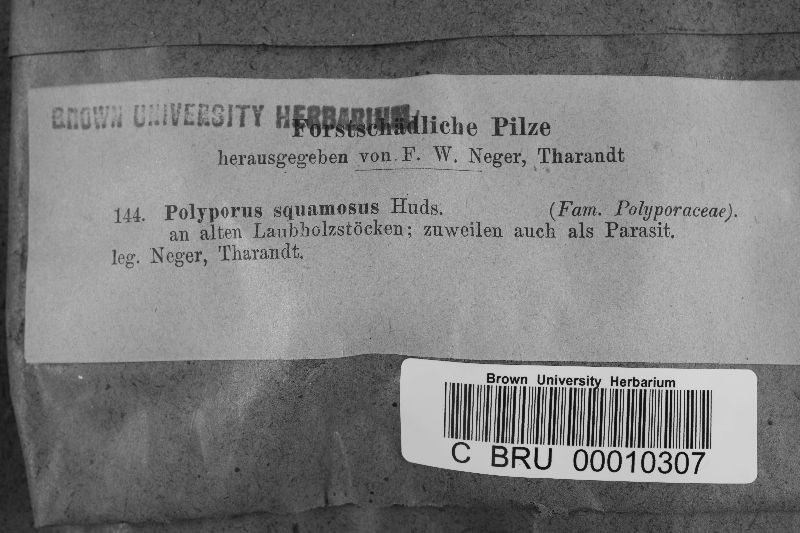 BROWN UNIVERSITY HERBARIUM
Forstschädliche Pilze
herausgegeben von F. W. Neger, Tharandt
144. Polyporus squamosus Huds. (Fam. Polyporaceae).
an alten Laubholzstöcken; zuweilen auch als Parasit.
leg. Neger, Tharandt.
Brown University Herbarium
C BRU 00010307